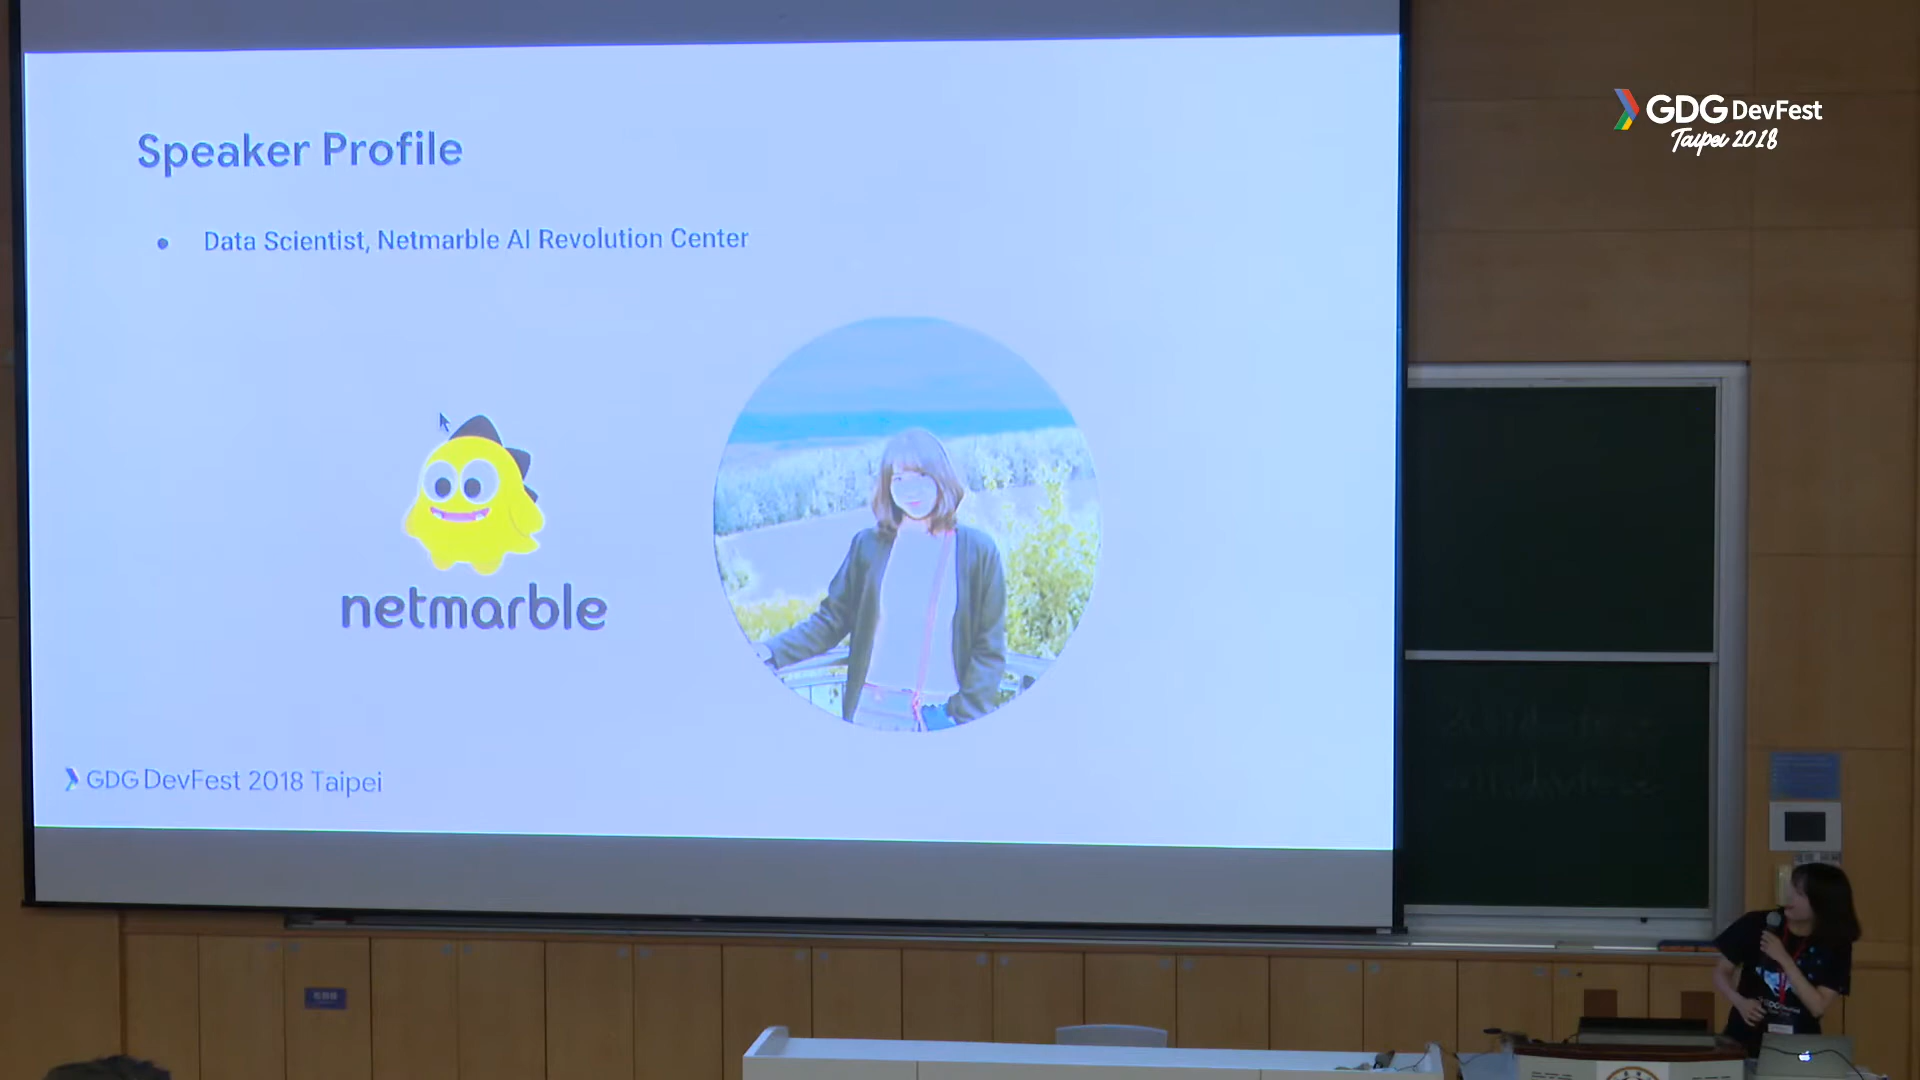 Speaker Profile
● Data Scientist, Netmarble AI Revolution Center
netmarble
GDG DevFest 2018 Taipei
GDG DevFest
Taipei 2018